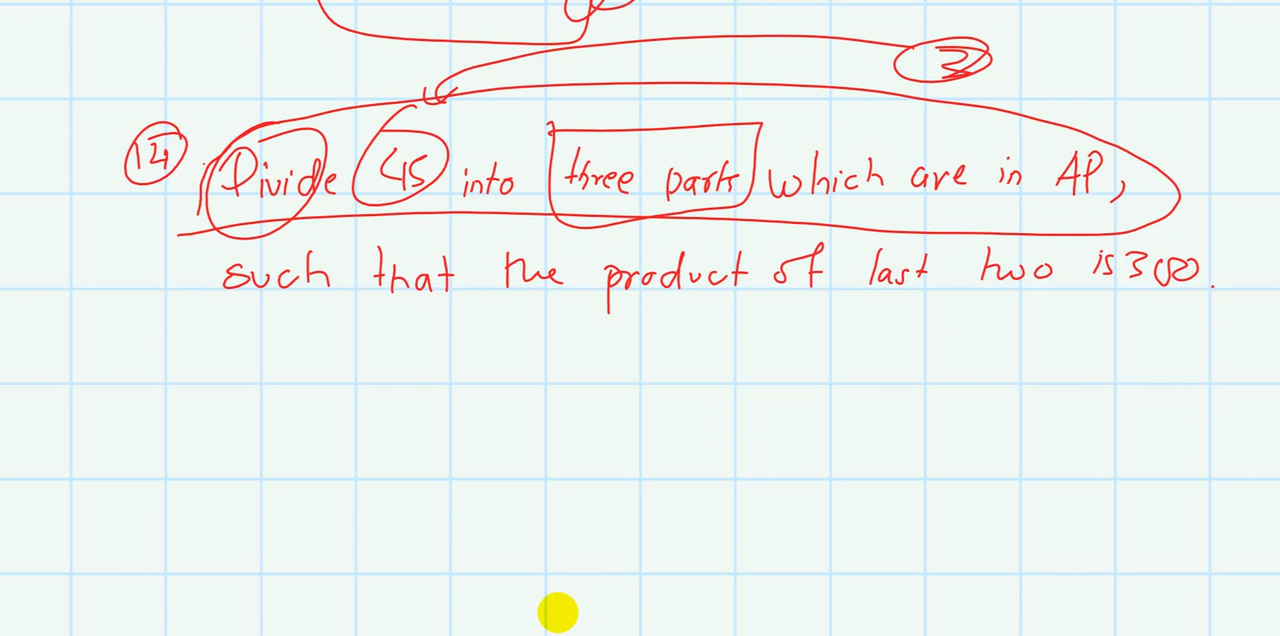 3
14 Divide 45 into three parts which are in AP,
such that the product of last two is 300.